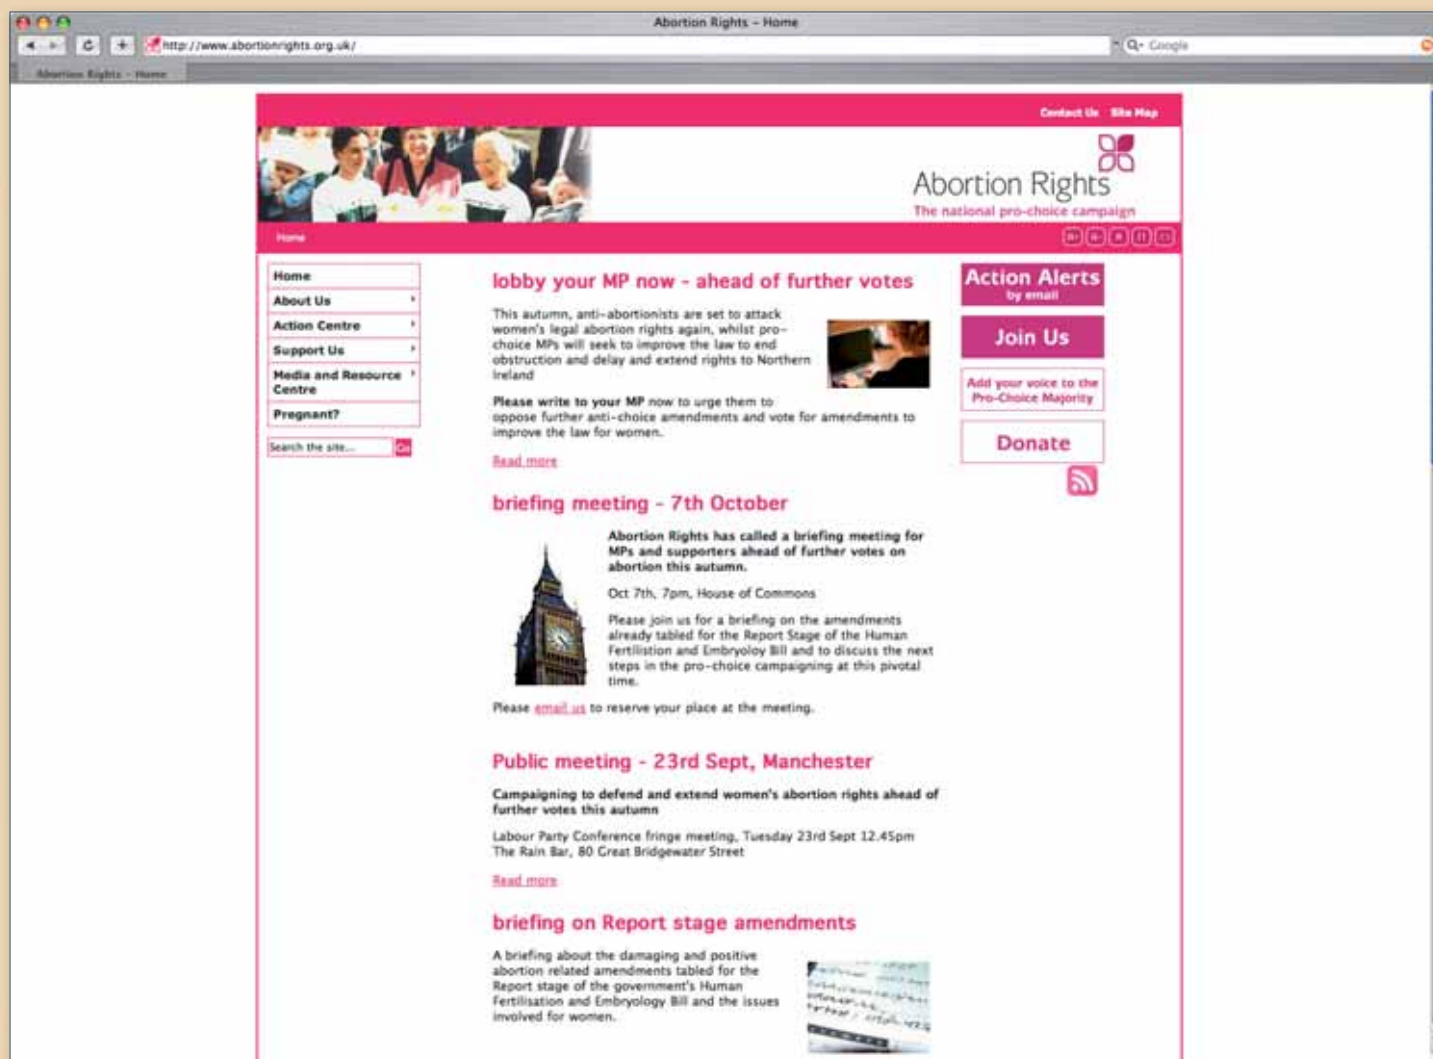 Abortion Rights – Home
http://www.abortionrights.org.uk/
Google
Abortion Rights – Home
Contact Us Site Map
Abortion Rights
The national pro-choice campaign
Home
Home
About Us
Action Centre
Support Us
Media and Resource
Centre
Pregnant?
Search the site...
Go
lobby your MP now - ahead of further votes
This autumn, anti-abortionists are set to attack
women's legal abortion rights again, whilst pro-
choice MPs will seek to improve the law to end
obstruction and delay and extend rights to Northern
Ireland
Please write to your MP now to urge them to
oppose further anti-choice amendments and vote for amendments to
improve the law for women.
Read more
briefing meeting - 7th October
Abortion Rights has called a briefing meeting for
MPs and supporters ahead of further votes on
abortion this autumn.
Oct 7th, 7pm, House of Commons
Please join us for a briefing on the amendments
already tabled for the Report Stage of the Human
Fertilistion and Embryoloy Bill and to discuss the next
steps in the pro-choice campaigning at this pivotal
time.
Please email us to reserve your place at the meeting.
Public meeting - 23rd Sept, Manchester
Campaigning to defend and extend women's abortion rights ahead of
further votes this autumn
Labour Party Conference fringe meeting, Tuesday 23rd Sept 12.45pm
The Rain Bar, 80 Great Bridgewater Street
Read more
briefing on Report stage amendments
A briefing about the damaging and positive
abortion related amendments tabled for the
Report stage of the government's Human
Fertilisation and Embryology Bill and the issues
involved for women.
Action Alerts
by email
Join Us
Add your voice to the
Pro-Choice Majority
Donate